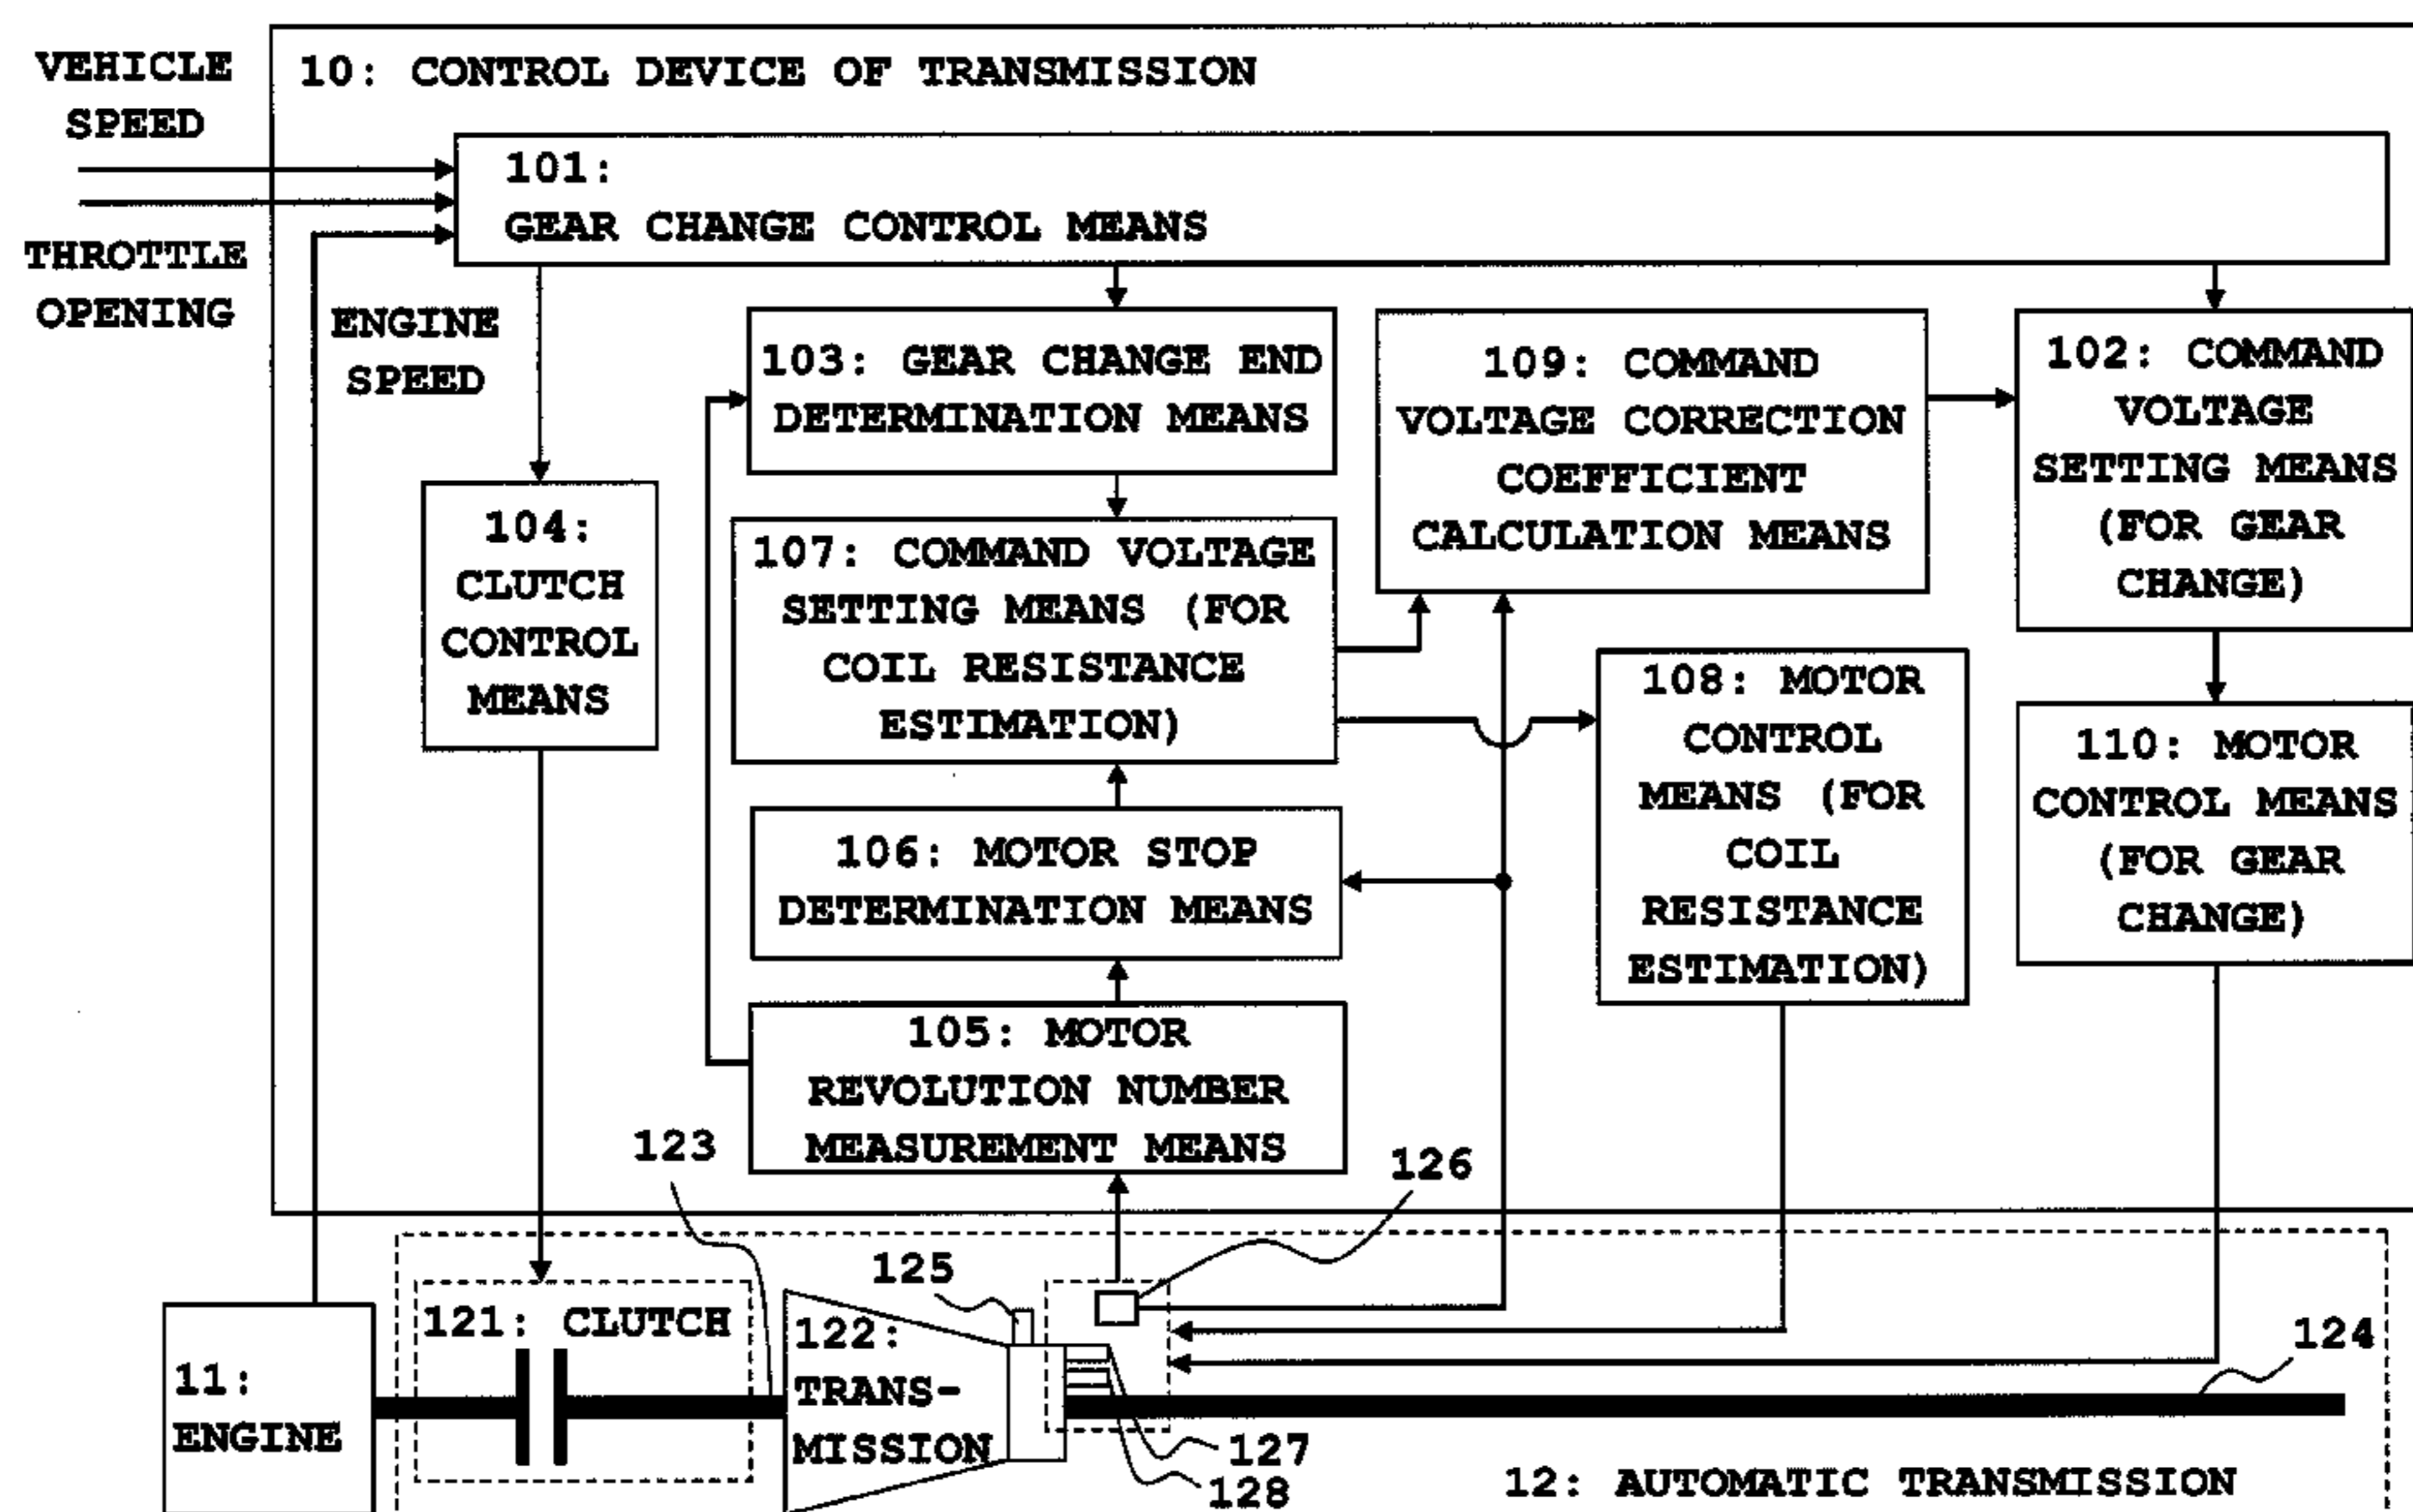 VEHICLE
SPEED
10: CONTROL DEVICE OF TRANSMISSION
101:
GEAR CHANGE CONTROL MEANS
THROTTLE
OPENING
ENGINE
SPEED
103: GEAR CHANGE END
DETERMINATION MEANS
109: COMMAND
VOLTAGE CORRECTION
COEFFICIENT
CALCULATION MEANS
102: COMMAND
VOLTAGE
SETTING MEANS
(FOR GEAR
CHANGE)
104:
CLUTCH
CONTROL
MEANS
107: COMMAND VOLTAGE
SETTING MEANS (FOR
COIL RESISTANCE
ESTIMATION)
108: MOTOR
CONTROL
MEANS (FOR
COIL
RESISTANCE
ESTIMATION)
110: MOTOR
CONTROL MEANS
(FOR GEAR
CHANGE)
106: MOTOR STOP
DETERMINATION MEANS
105: MOTOR
REVOLUTION NUMBER
MEASUREMENT MEANS
123
126
125
121: CLUTCH
122:
TRANS-
MISSION
124
11:
ENGINE
127
128
12: AUTOMATIC TRANSMISSION